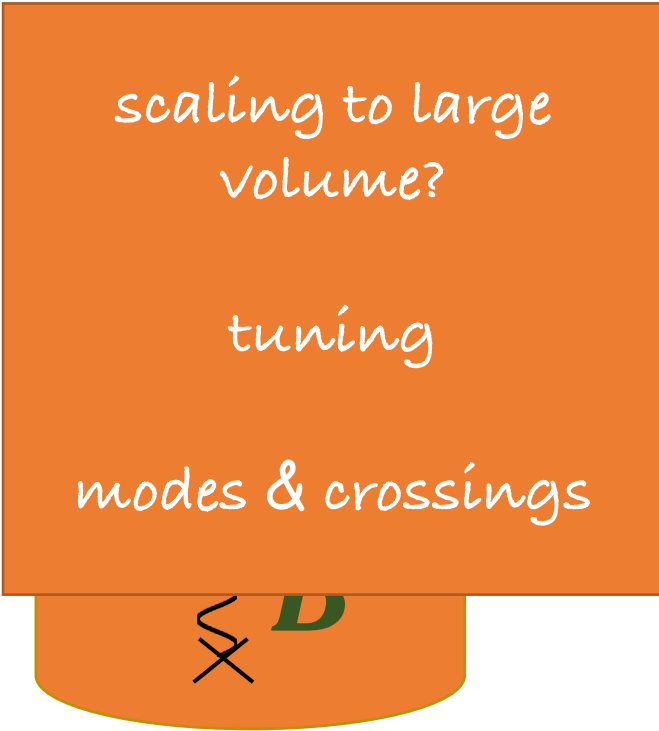 scaling to large
volume?
tuning
modes & crossings
B